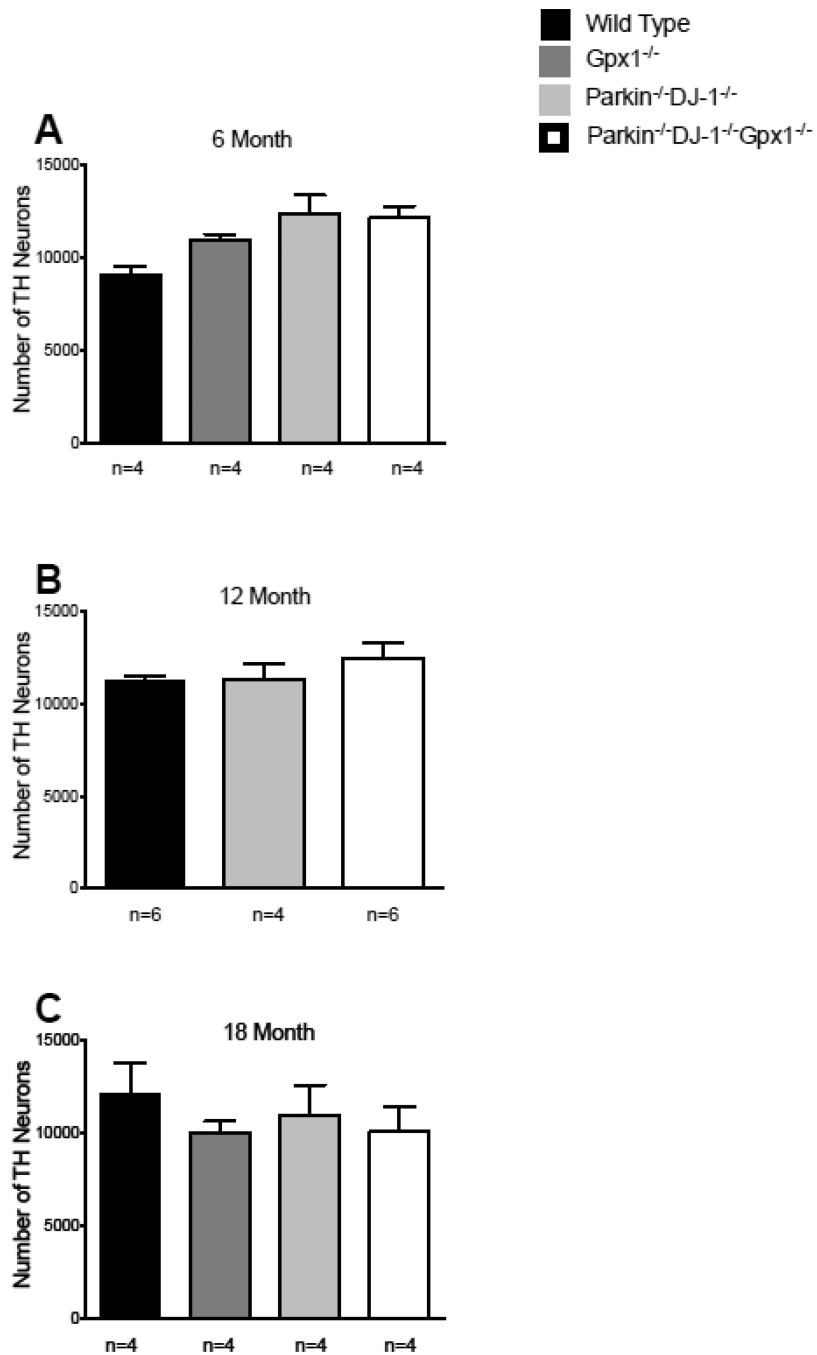 Wild Type
Gpx1-/-
Parkin-/-DJ-1-/-
Parkin-/-DJ-1-/-Gpx1-/-
A
6 Month
Number of TH Neurons
15000
10000
5000
0
n=4 n=4 n=4 n=4
B
12 Month
Number of TH Neurons
15000
10000
5000
0
n=6 n=4 n=6
C
18 Month
Number of TH Neurons
15000
10000
5000
0
n=4 n=4 n=4 n=4